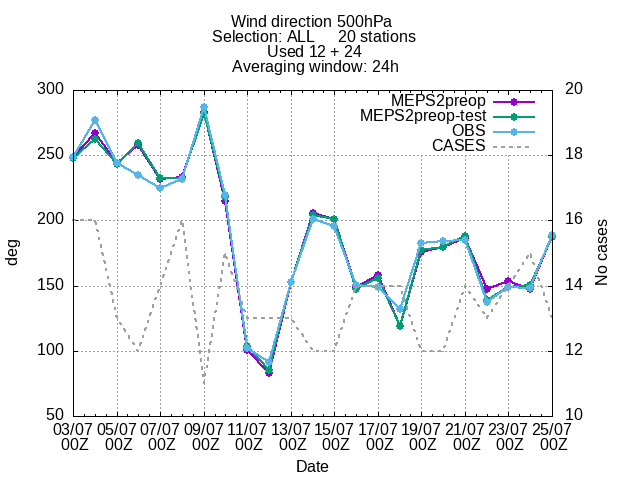 Wind direction 500hPa
Selection: ALL 20 stations
Used 12 + 24
Averaging window: 24h
300 20
MEPS2preop
MEPS2preop-test
OBS
CASES
250 18
200 16
deg
No cases
150 14
100 12
50 10
03/07 05/07 07/07 09/07 11/07 13/07 15/07 17/07 19/07 21/07 23/07 25/07
00Z 00Z 00Z 00Z 00Z 00Z 00Z 00Z 00Z 00Z 00Z 00Z
Date